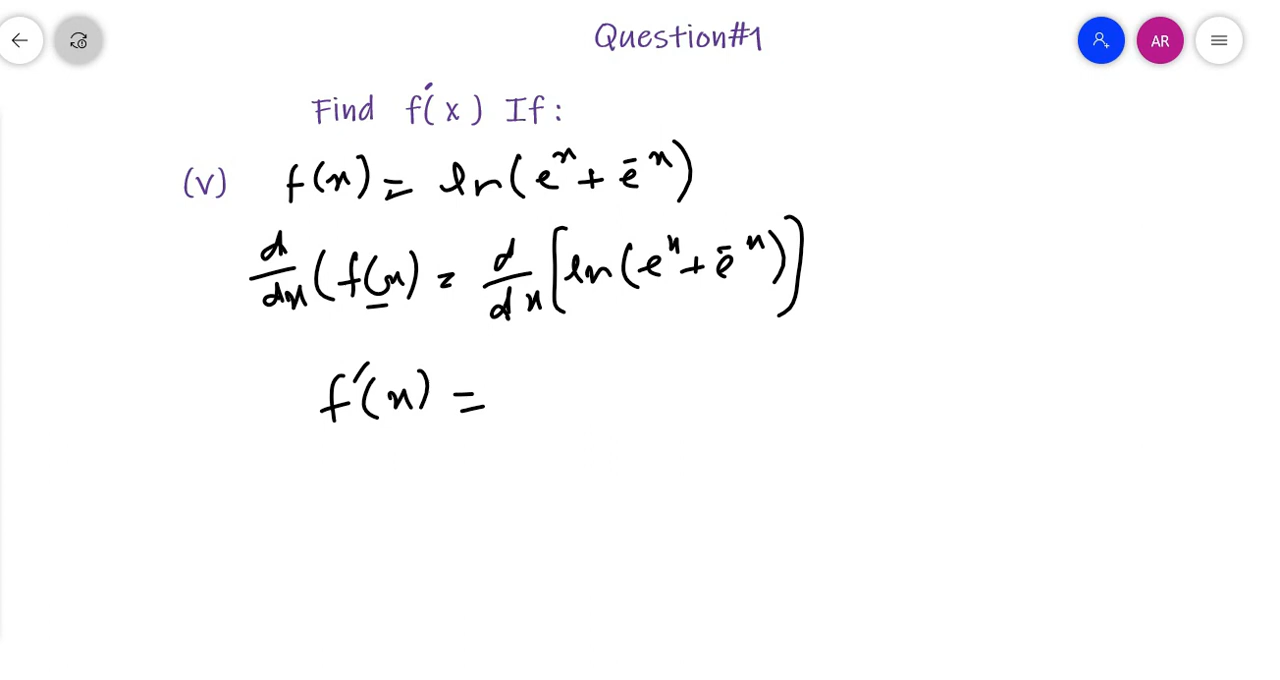 Question#1
AR
Find f'(x) If:
(v) f(x) = ln(e^x + e^-x)
d/dx (f(x) = d/dx [ln(e^x + e^-x)]
f'(x) =